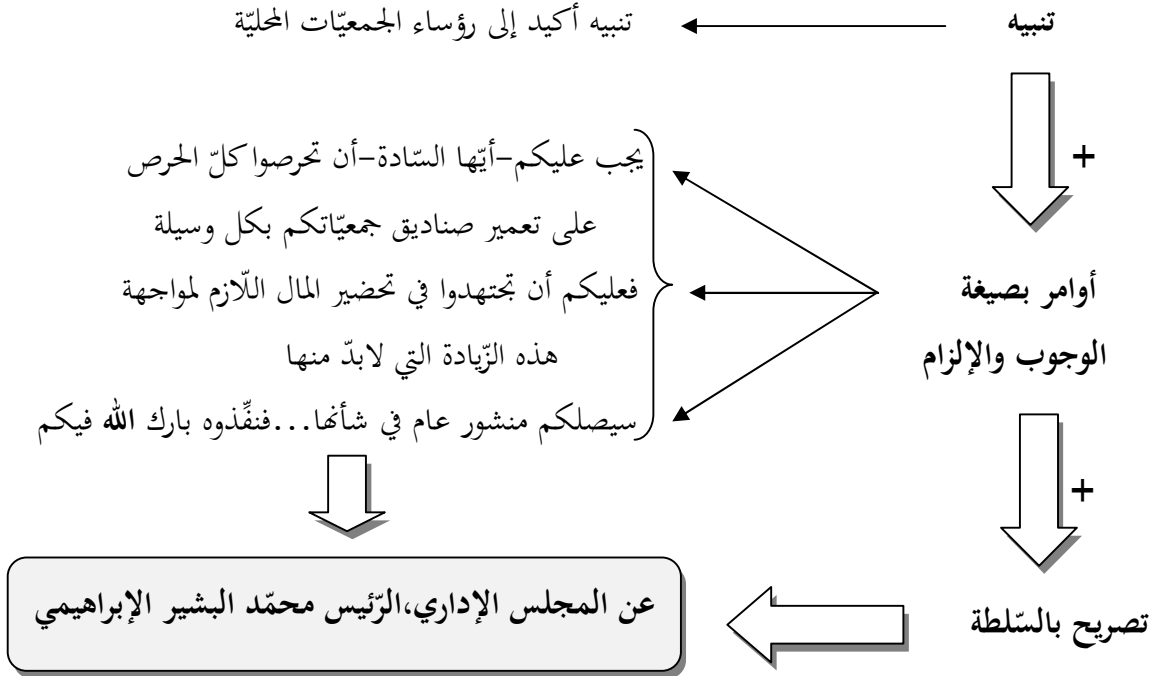 تنبيه
تنبيه أكيد إلى رؤساء الجمعيّات المحليّة
+
أوامر بصيغة
الوجوب والإلزام
يجب عليكم-أيّها السّادة-أن تحرصوا كلّ الحرص
على تعمير صناديق جمعيّاتكم بكل وسيلة
فعليكم أن تجتهدوا في تحضير المال اللّازم لمواجهة
هذه الزّيادة التي لابدّ منها
سيصلكم منشور عام في شأنها...فنفِّذوه بارك الله فيكم
+
تصريح بالسّلطة
عن المجلس الإداري،الرّئيس محمّد البشير الإبراهيمي